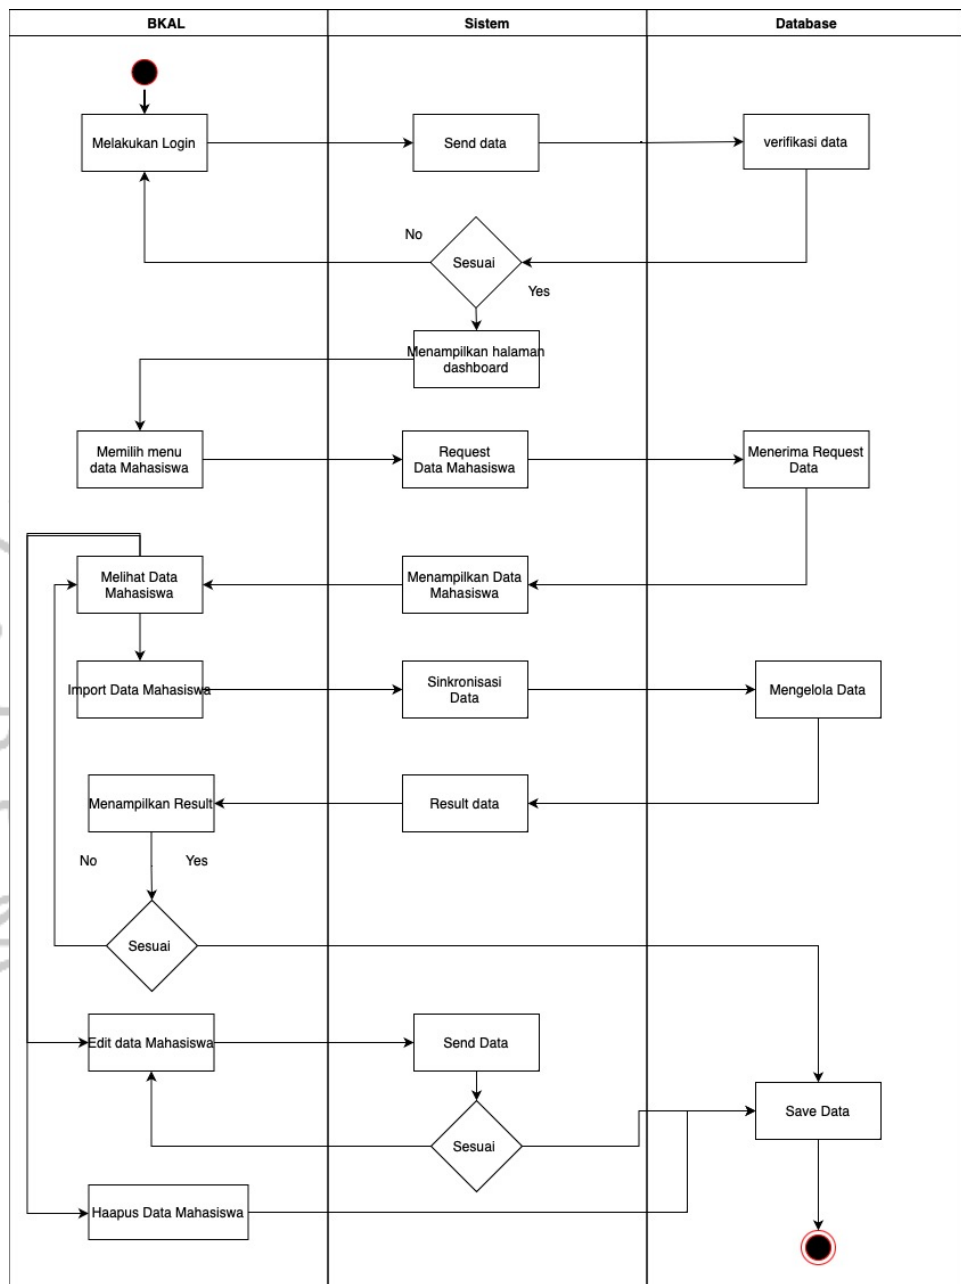 BKAL
Sistem
Database
Melakukan Login
Send data
verifikasi data
No
Sesuai
Yes
Menampilkan halaman
dashboard
Memilih menu
data Mahasiswa
Request
Data Mahasiswa
Menerima Request
Data
Melihat Data
Mahasiswa
Menampilkan Data
Mahasiswa
Import Data Mahasiswa
Sinkronisasi
Data
Mengelola Data
Menampilkan Result
Result data
No
Yes
Sesuai
Edit data Mahasiswa
Send Data
Save Data
Sesuai
Haapus Data Mahasiswa